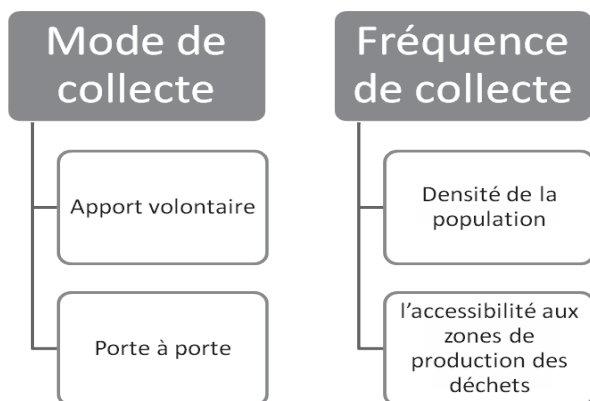 Mode de
collecte
Apport volontaire
Porte à porte
Fréquence
de collecte
Densité de la
population
l'accessibilité aux
zones de
production des
déchets